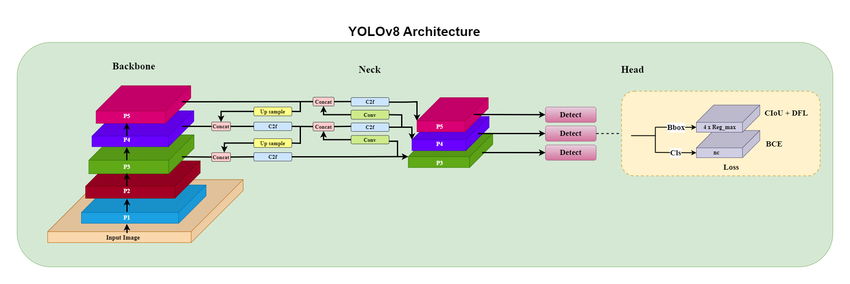 YOLOv8 Architecture
Backbone
Neck
Head
P5
P4
P3
P2
P1
Input Image
Concat
C2f
Up sample
Conv
Concat
C2f
Concat
C2f
Up sample
Conv
Concat
C2f
P5
P4
P3
Detect
Detect
Detect
Bbox
4 x Reg_max
CIoU + DFL
Cls
nc
BCE
Loss